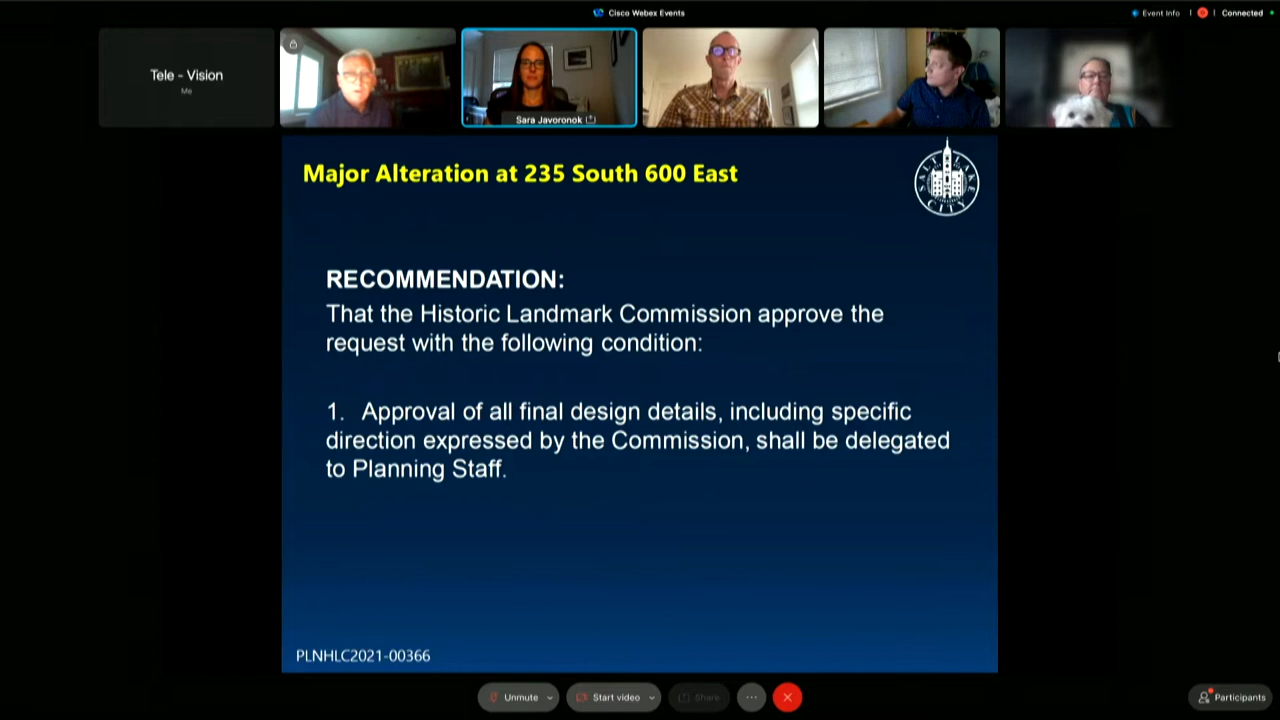 Cisco Webex Events
Event Info
Connected
Tele - Vision
Me
Sara Javoronok
Major Alteration at 235 South 600 East
SALT LAKE CITY
RECOMMENDATION:
That the Historic Landmark Commission approve the
request with the following condition:
1. Approval of all final design details, including specific
direction expressed by the Commission, shall be delegated
to Planning Staff.
PLNHLC2021-00366
Unmute
Start video
Share
Participants